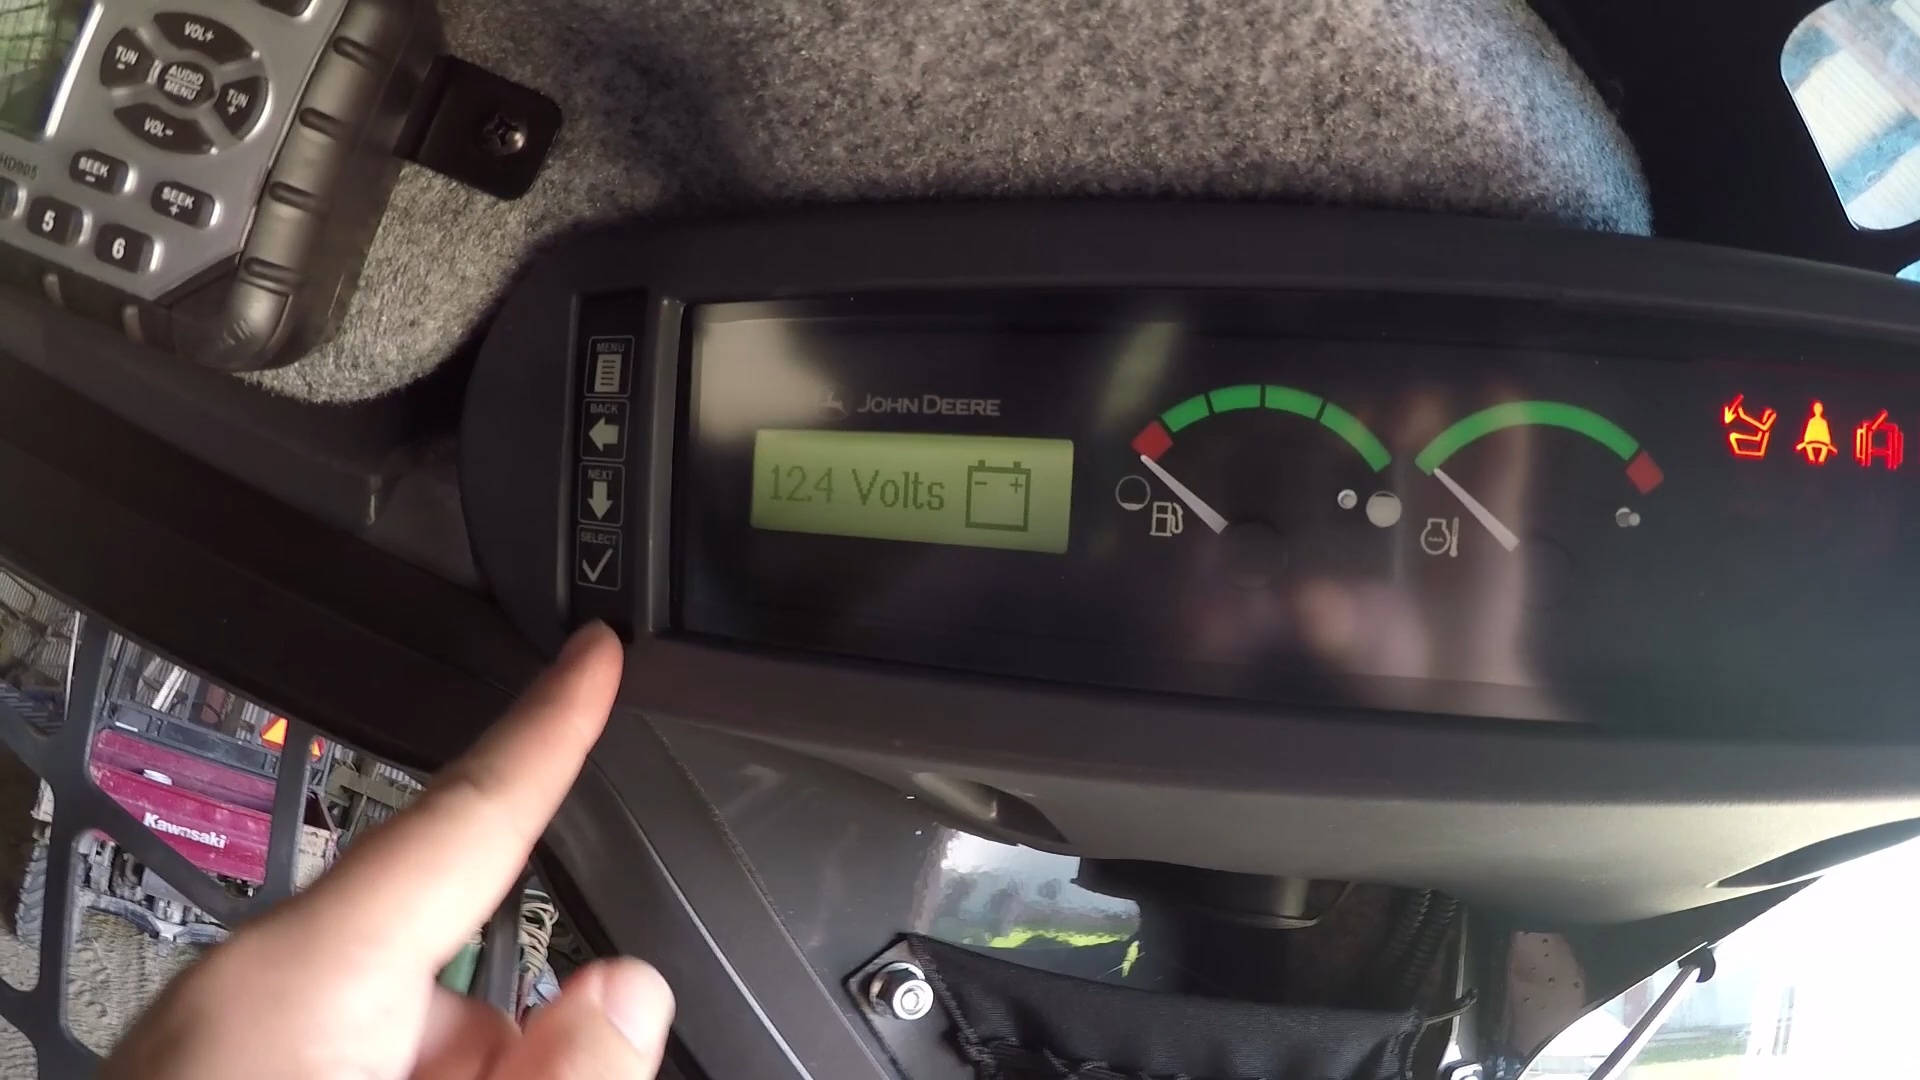 VOL+
TUN
-
AUDIO
MENU
TUN
+
VOL-
HD905
SEEK
-
SEEK
+
5
6
MENU
BACK
NEXT
SELECT
JOHN DEERE
12.4 Volts
- +
Kawasaki